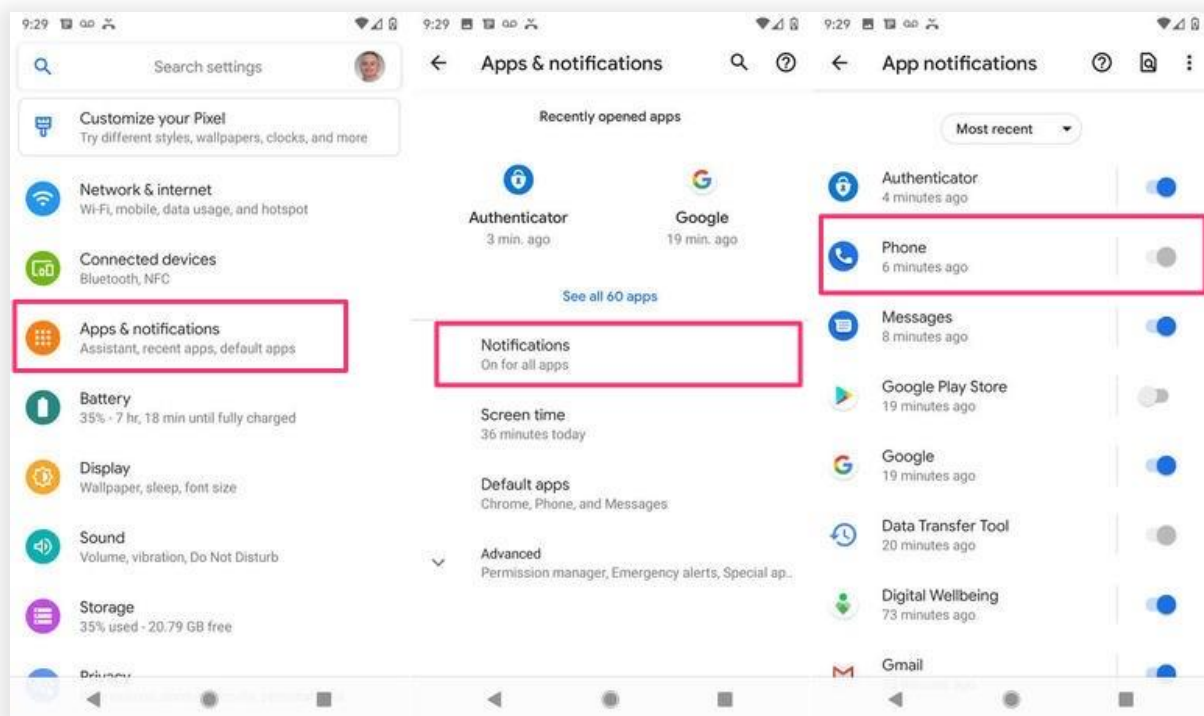 9:29
Search settings
Customize your Pixel
Try different styles, wallpapers, clocks, and more
Network & internet
Wi-Fi, mobile, data usage, and hotspot
Connected devices
Bluetooth, NFC
Apps & notifications
Assistant, recent apps, default apps
Battery
35% - 7 hr, 18 min until fully charged
Display
Wallpaper, sleep, font size
Sound
Volume, vibration, Do Not Disturb
Storage
35% used - 20.79 GB free
Privacy
9:29
Apps & notifications
Recently opened apps
Authenticator
3 min. ago
Google
19 min. ago
See all 60 apps
Notifications
On for all apps
Screen time
36 minutes today
Default apps
Chrome, Phone, and Messages
Advanced
Permission manager, Emergency alerts, Special ap..
9:29
App notifications
Most recent
Authenticator
4 minutes ago
Phone
6 minutes ago
Messages
8 minutes ago
Google Play Store
19 minutes ago
Google
19 minutes ago
Data Transfer Tool
20 minutes ago
Digital Wellbeing
73 minutes ago
Gmail